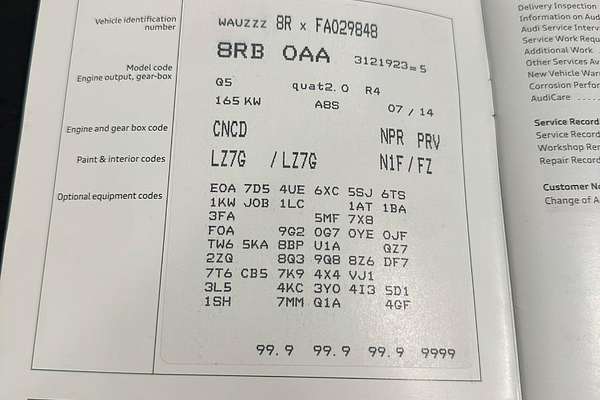 Vehicle identification number
WAUZZZ 8R x FA029848
8RB 0AA 3121923=5
Model code
Engine output, gear-box
Q5 quat2.0 R4
165 KW A8S 07 / 14
Engine and gear box code
CNCD NPR PRV
Paint & interior codes
LZ7G / LZ7G N1F / FZ
Optional equipment codes
E0A 7D5 4UE 6XC 5SJ 6TS
1KW J0B 1LC 1AT 1BA
3FA 5MF 7X8
F0A 9G2 0G7 0YE 0JF
TW6 5KA 8BP U1A QZ7
2ZQ 8Q3 9Q8 8Z6 DF7
7T6 CB5 7K9 4X4 VJ1
3L5 4KC 3Y0 4I3 5D1
1SH 7MM Q1A 4GF
99.9 99.9 99.9 9999
Delivery Inspection
Information on Aud
Audi Service Interv
Service Work Requ
Additional Work
Other Services Av
New Vehicle Warr
Corrosion Perfor
AudiCare .....
Service Record
Service Record
Workshop Rem
Repair Record
Customer No
Change of A